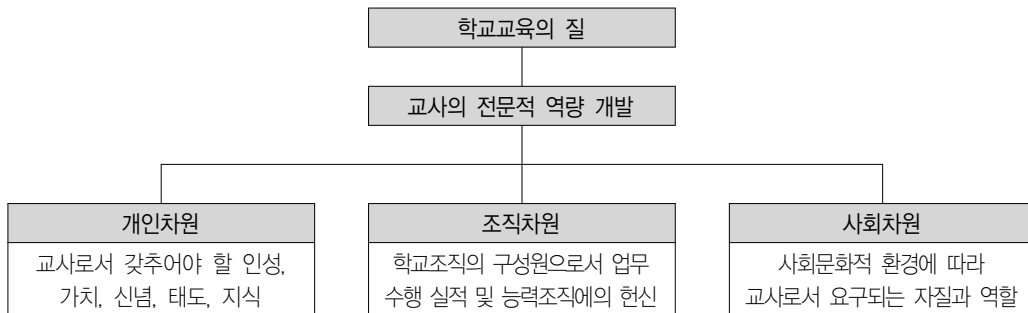 학교교육의 질
교사의 전문적 역량 개발
개인차원
교사로서 갖추어야 할 인성,
가치, 신념, 태도, 지식
조직차원
학교조직의 구성원으로서 업무
수행 실적 및 능력조직에의 헌신
사회차원
사회문화적 환경에 따라
교사로서 요구되는 자질과 역할